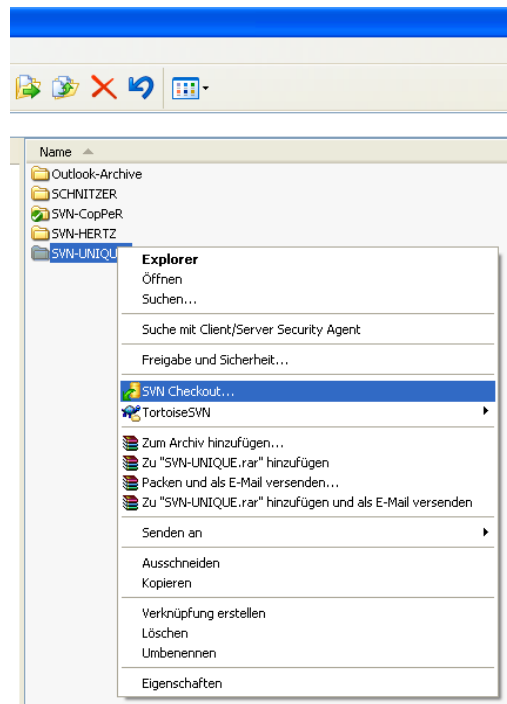 Name
Outlook-Archive
SCHNITZER
SVN-CopPeR
SVN-HERTZ
SVN-UNIQU
Explorer
Öffnen
Suchen...
Suche mit Client/Server Security Agent
Freigabe und Sicherheit...
SVN Checkout...
TortoiseSVN
Zum Archiv hinzufügen...
Zu "SVN-UNIQUE.rar" hinzufügen
Packen und als E-Mail versenden...
Zu "SVN-UNIQUE.rar" hinzufügen und als E-Mail versenden
Senden an
Ausschneiden
Kopieren
Verknüpfung erstellen
Löschen
Umbenennen
Eigenschaften